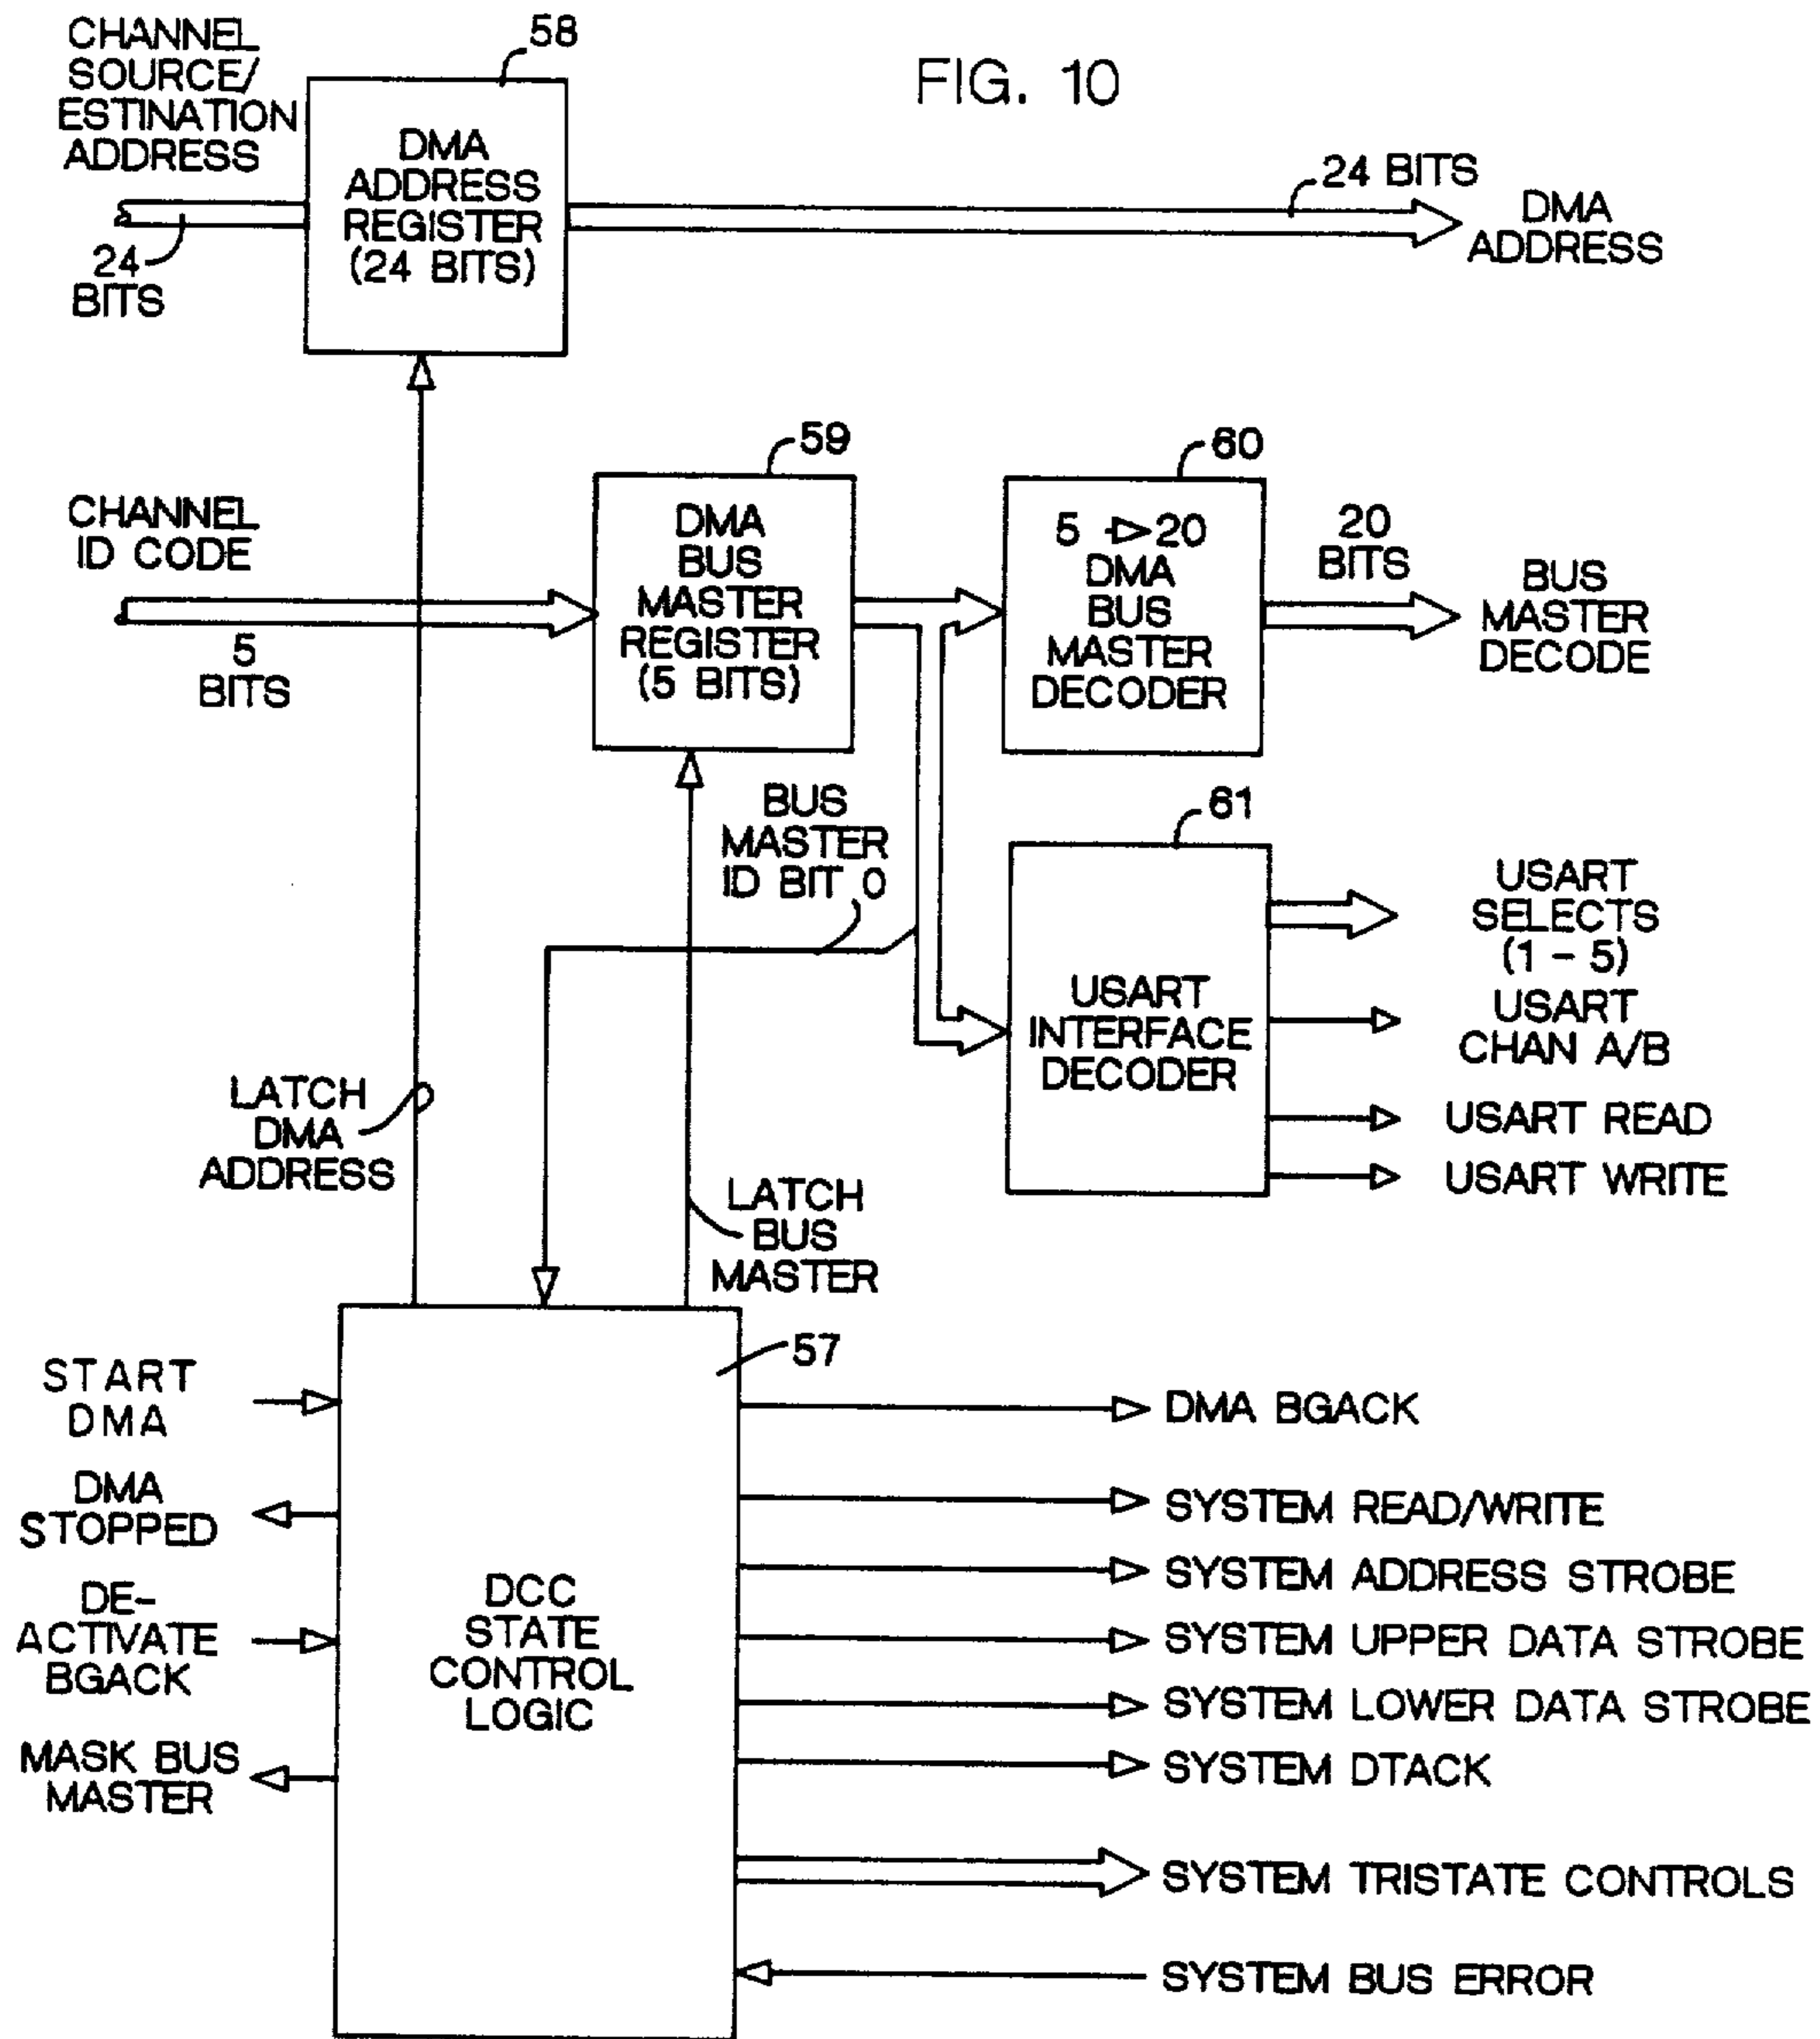 FIG. 10
CHANNEL
SOURCE/
ESTINATION
ADDRESS
24
BITS
58
DMA
ADDRESS
REGISTER
(24 BITS)
24 BITS
DMA
ADDRESS
CHANNEL
ID CODE
5
BITS
59
DMA
BUS
MASTER
REGISTER
(5 BITS)
60
5 → 20
DMA
BUS
MASTER
DECODER
20
BITS
BUS
MASTER
DECODE
BUS
MASTER
ID BIT 0
61
USART
INTERFACE
DECODER
USART
SELECTS
(1 - 5)
USART
CHAN A/B
USART READ
USART WRITE
LATCH
DMA
ADDRESS
LATCH
BUS
MASTER
57
START
DMA
DMA
STOPPED
DE-
ACTIVATE
BGACK
MASK BUS
MASTER
DCC
STATE
CONTROL
LOGIC
DMA BGACK
SYSTEM READ/WRITE
SYSTEM ADDRESS STROBE
SYSTEM UPPER DATA STROBE
SYSTEM LOWER DATA STROBE
SYSTEM DTACK
SYSTEM TRISTATE CONTROLS
SYSTEM BUS ERROR